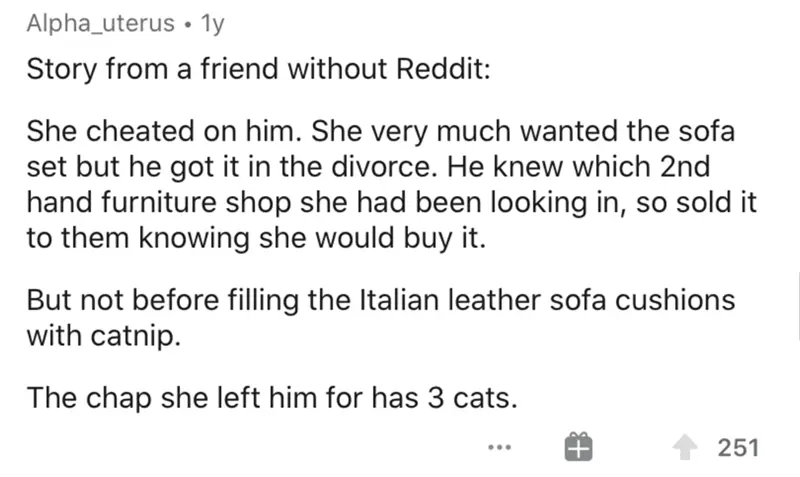 Alpha_uterus • 1y
Story from a friend without Reddit:
She cheated on him. She very much wanted the sofa
set but he got it in the divorce. He knew which 2nd
hand furniture shop she had been looking in, so sold it
to them knowing she would buy it.
But not before filling the Italian leather sofa cushions
with catnip.
The chap she left him for has 3 cats.
... 251